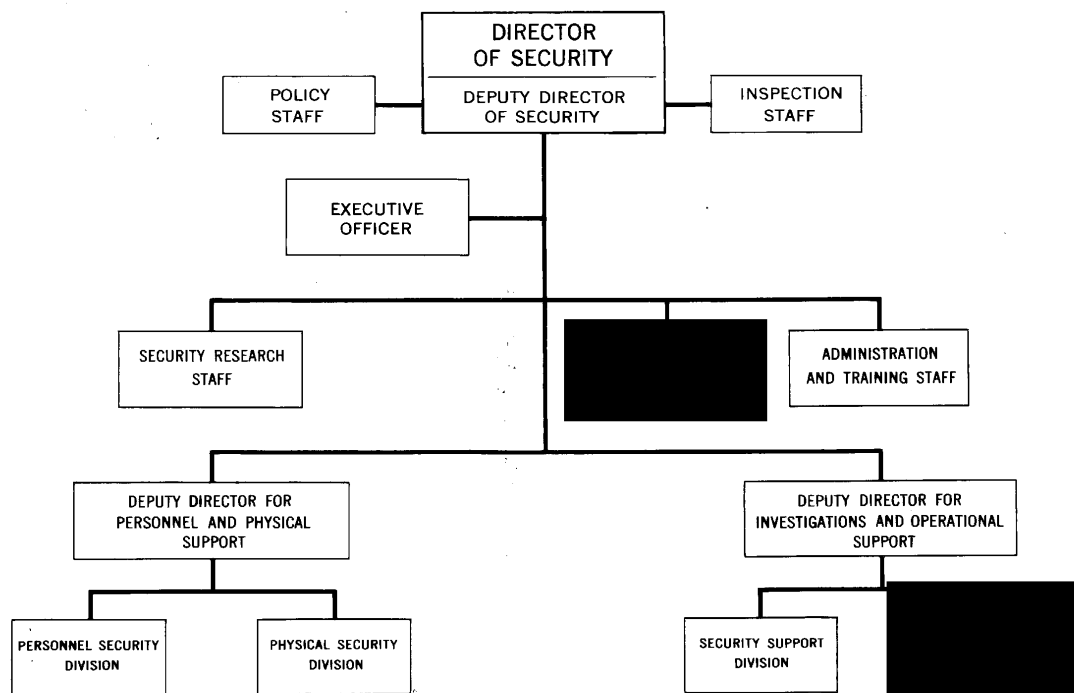 DIRECTOR
OF SECURITY
DEPUTY DIRECTOR
OF SECURITY
POLICY
STAFF
INSPECTION
STAFF
EXECUTIVE
OFFICER
SECURITY RESEARCH
STAFF
ADMINISTRATION
AND TRAINING STAFF
DEPUTY DIRECTOR FOR
PERSONNEL AND PHYSICAL
SUPPORT
DEPUTY DIRECTOR FOR
INVESTIGATIONS AND OPERATIONAL
SUPPORT
PERSONNEL SECURITY
DIVISION
PHYSICAL SECURITY
DIVISION
SECURITY SUPPORT
DIVISION